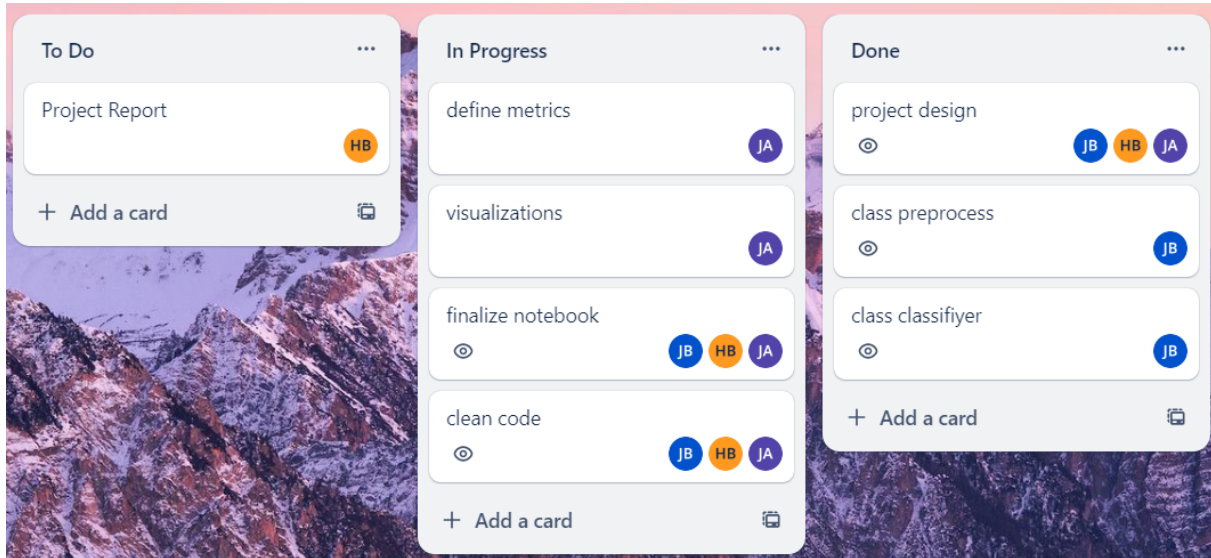 To Do
Project Report
HB
+ Add a card
In Progress
define metrics
JA
visualizations
JA
finalize notebook
JB HB JA
clean code
JB HB JA
+ Add a card
Done
project design
JB HB JA
class preprocess
JB
class classifiyer
JB
+ Add a card